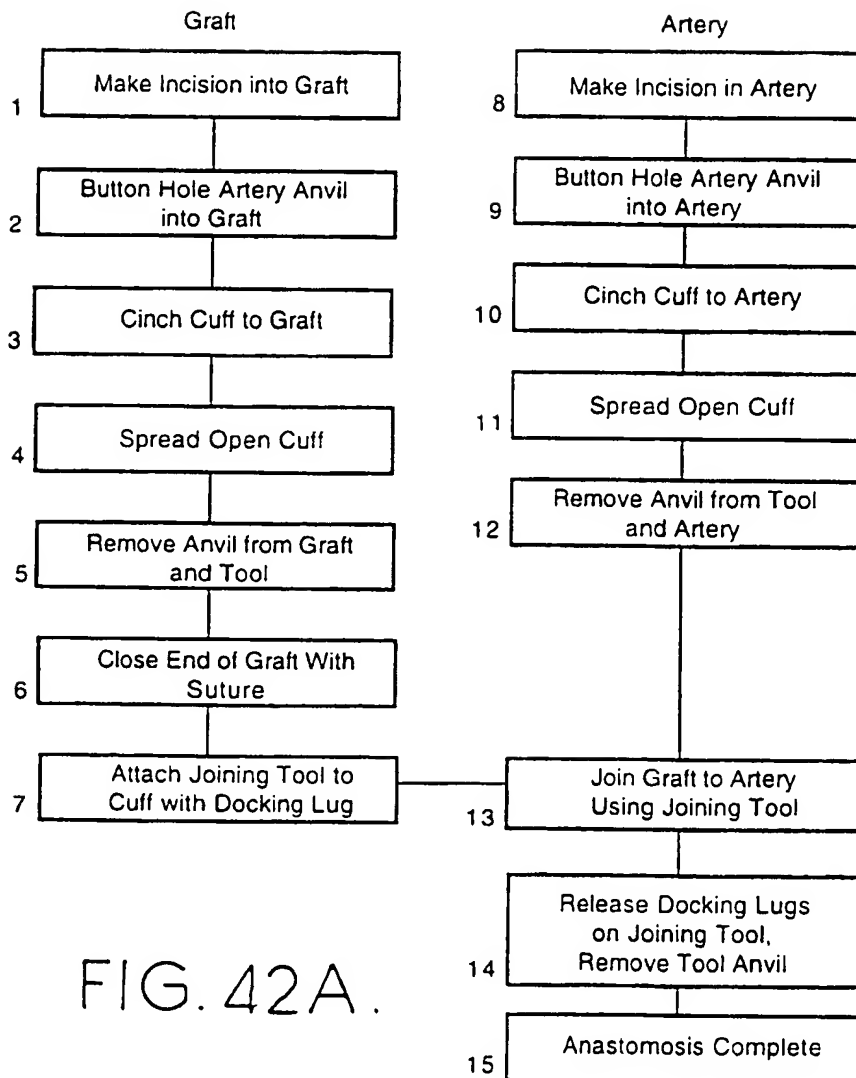 Graft
Make Incision into Graft
1
Button Hole Artery Anvil
into Graft
2
Cinch Cuff to Graft
3
Spread Open Cuff
4
Remove Anvil from Graft
and Tool
5
Close End of Graft With
Suture
6
Attach Joining Tool to
Cuff with Docking Lug
7
Artery
Make Incision in Artery
8
Button Hole Artery Anvil
into Artery
9
Cinch Cuff to Artery
10
Spread Open Cuff
11
Remove Anvil from Tool
and Artery
12
Join Graft to Artery
Using Joining Tool
13
Release Docking Lugs
on Joining Tool,
Remove Tool Anvil
14
Anastomosis Complete
15
FIG. 42A.